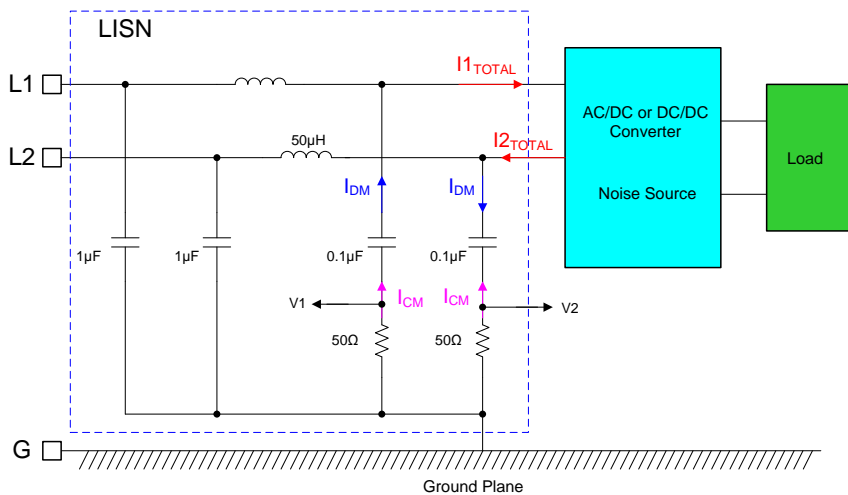 LISN
L1
I1TOTAL
AC/DC or DC/DC
Converter
50µH
L2
I2TOTAL
Load
IDM
IDM
Noise Source
1µF
1µF
0.1µF
0.1µF
V1
ICM
ICM
V2
50Ω
50Ω
G
Ground Plane